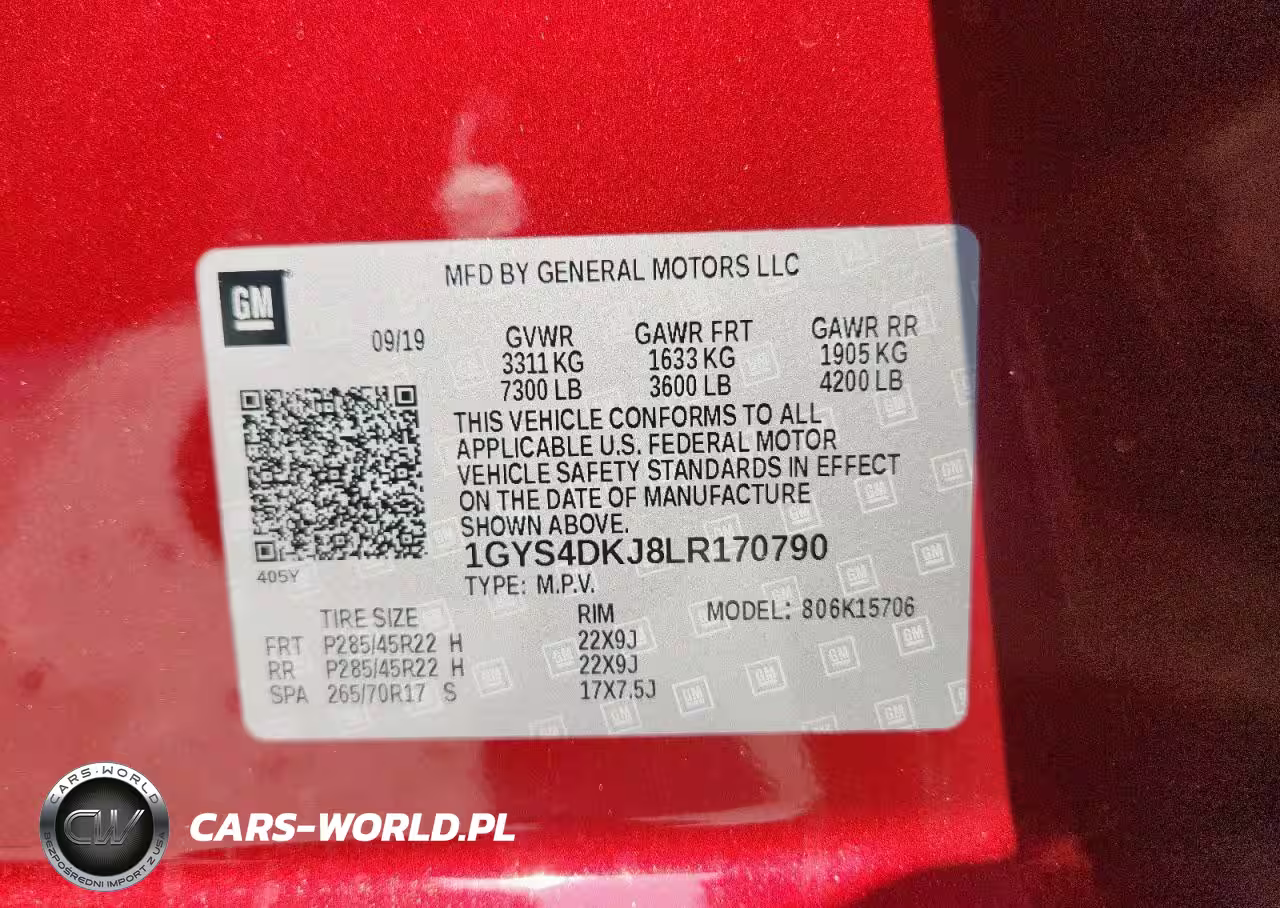 MFD BY GENERAL MOTORS LLC
GM
09/19
GVWR GAWR FRT GAWR RR
3311 KG 1633 KG 1905 KG
7300 LB 3600 LB 4200 LB
THIS VEHICLE CONFORMS TO ALL
APPLICABLE U.S. FEDERAL MOTOR
VEHICLE SAFETY STANDARDS IN EFFECT
ON THE DATE OF MANUFACTURE
SHOWN ABOVE.
1GYS4DKJ8LR170790
405Y
TYPE: M.P.V.
TIRE SIZE RIM MODEL: 806K15706
FRT P285/45R22 H 22X9J
RR P285/45R22 H 22X9J
SPA 265/70R17 S 17X7.5J
CARS-WORLD
CW
BEZPOŚREDNI IMPORT Z USA
CARS-WORLD.PL